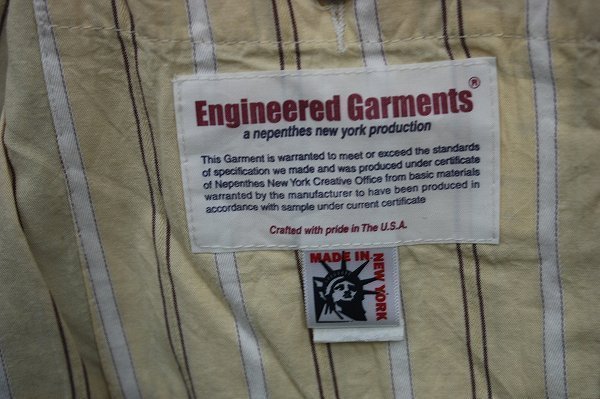 Engineered Garments®
a nepenthes new york production
This Garment is warranted to meet or exceed the standards
of specification we made and was produced under certificate
of Nepenthes New York Creative Office from basic materials
warranted by the manufacturer to have been produced in
accordance with sample under current certificate
Crafted with pride in The U.S.A.
MADE IN
NEW YORK